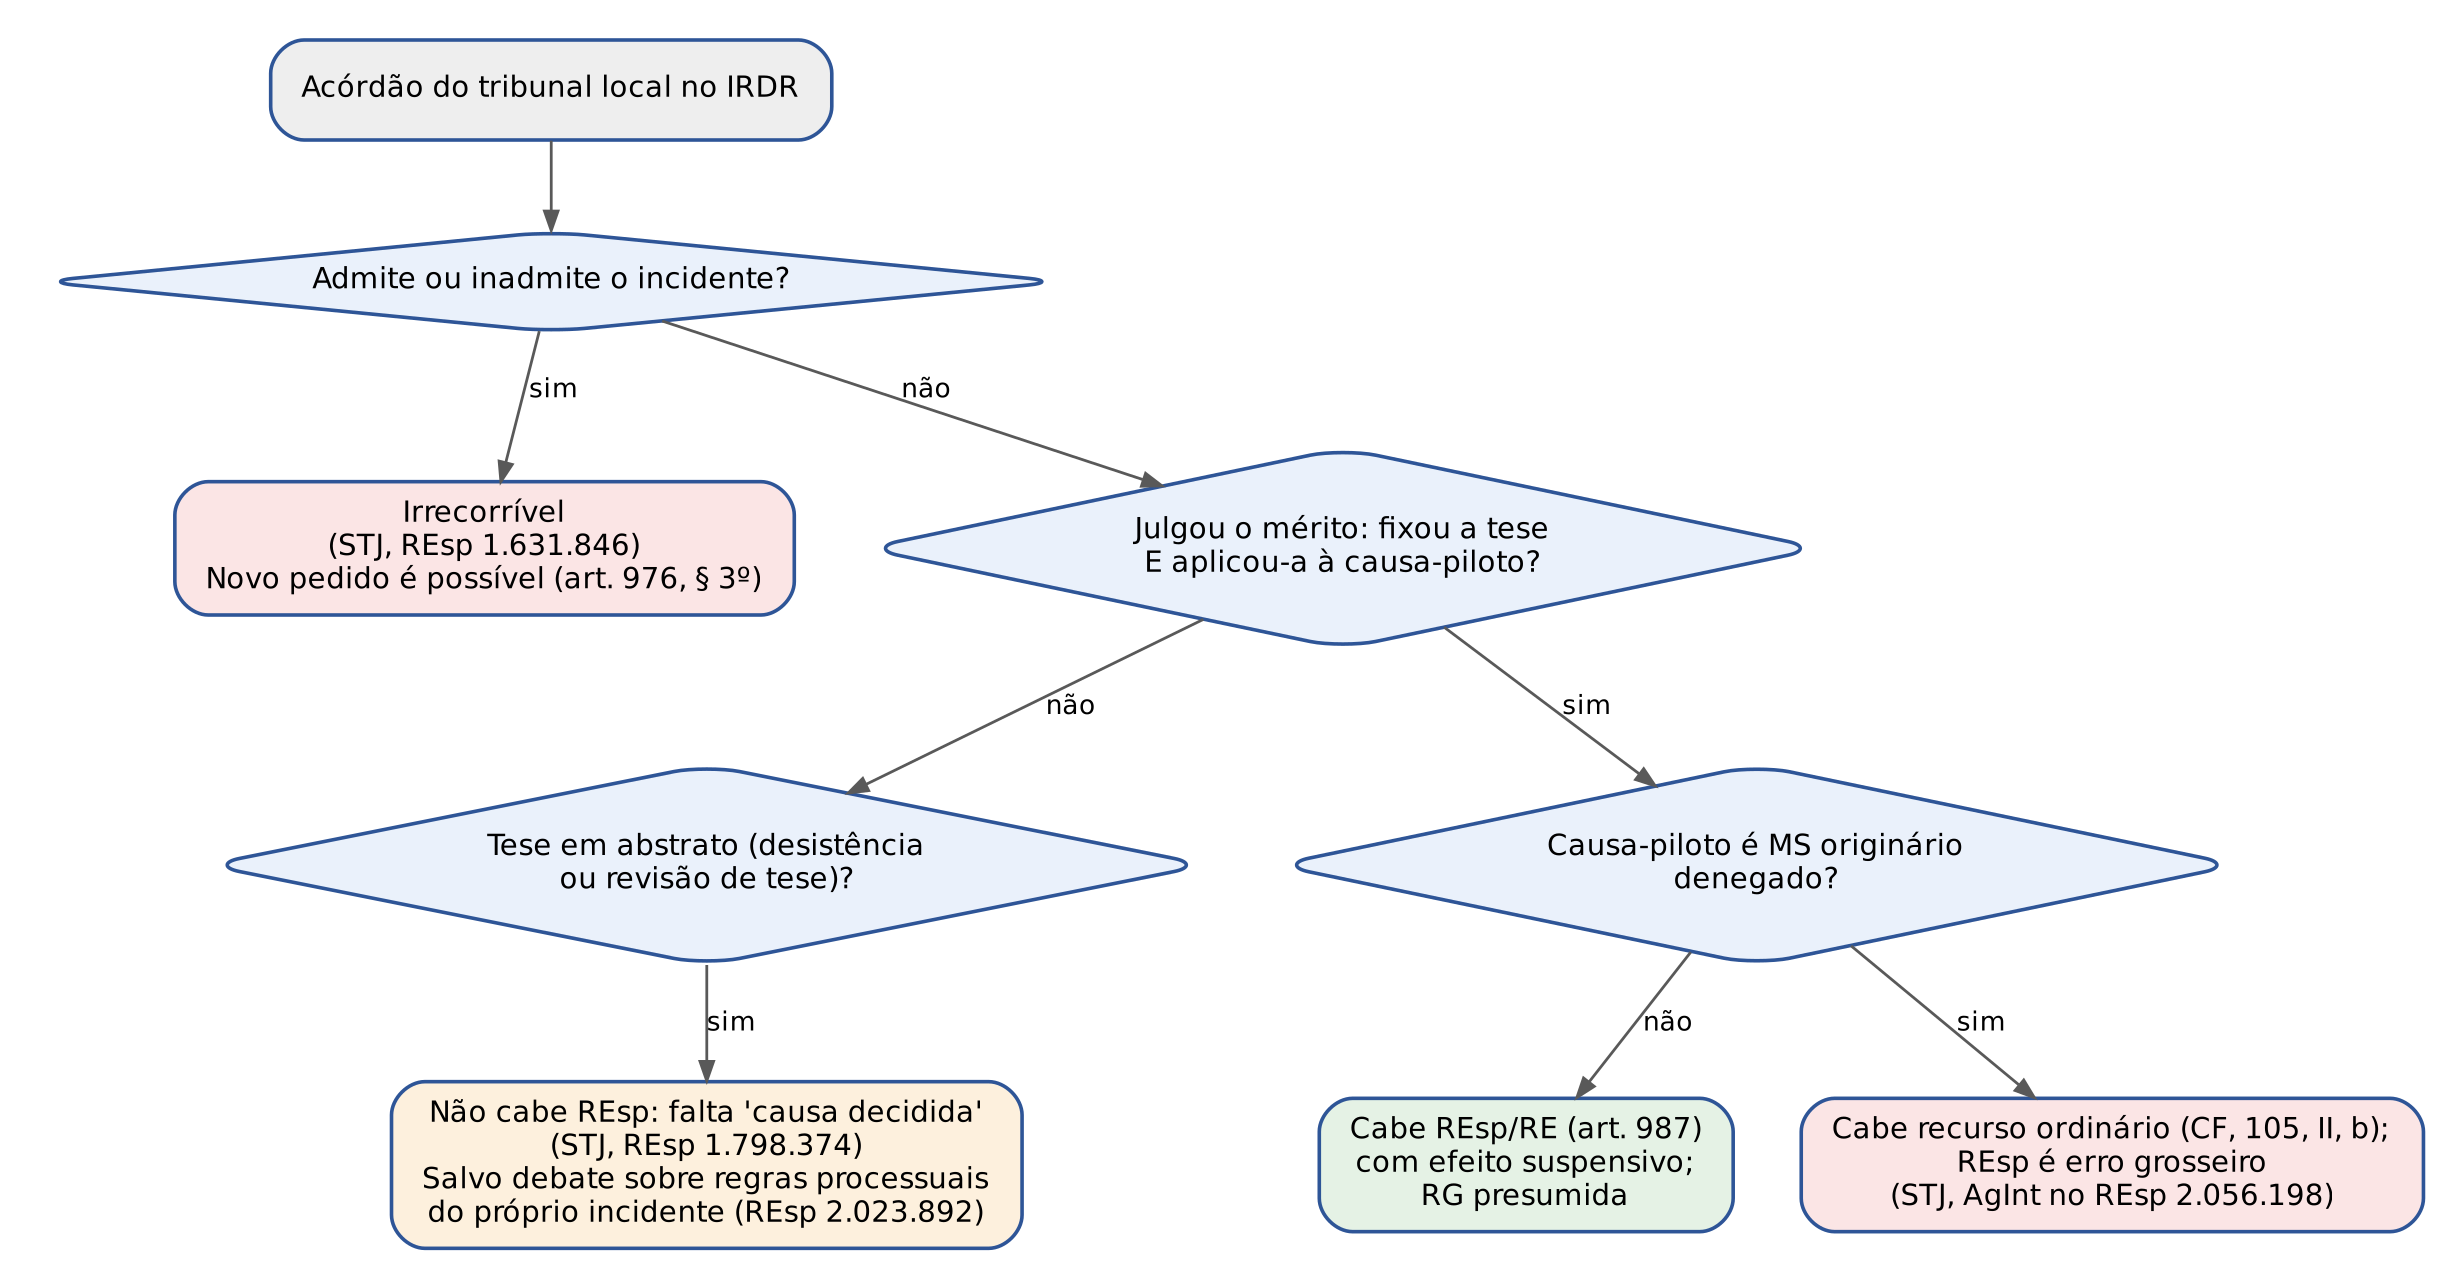 Acórdão do tribunal local no IRDR
Admite ou inadmite o incidente?
sim
não
Irrecorrível
(STJ, REsp 1.631.846)
Novo pedido é possível (art. 976, § 3º)
Julgou o mérito: fixou a tese
E aplicou-a à causa-piloto?
não
sim
Tese em abstrato (desistência
ou revisão de tese)?
Causa-piloto é MS originário
denegado?
sim
não
sim
Não cabe REsp: falta 'causa decidida'
(STJ, REsp 1.798.374)
Salvo debate sobre regras processuais
do próprio incidente (REsp 2.023.892)
Cabe REsp/RE (art. 987)
com efeito suspensivo;
RG presumida
Cabe recurso ordinário (CF, 105, II, b);
REsp é erro grosseiro
(STJ, AgInt no REsp 2.056.198)